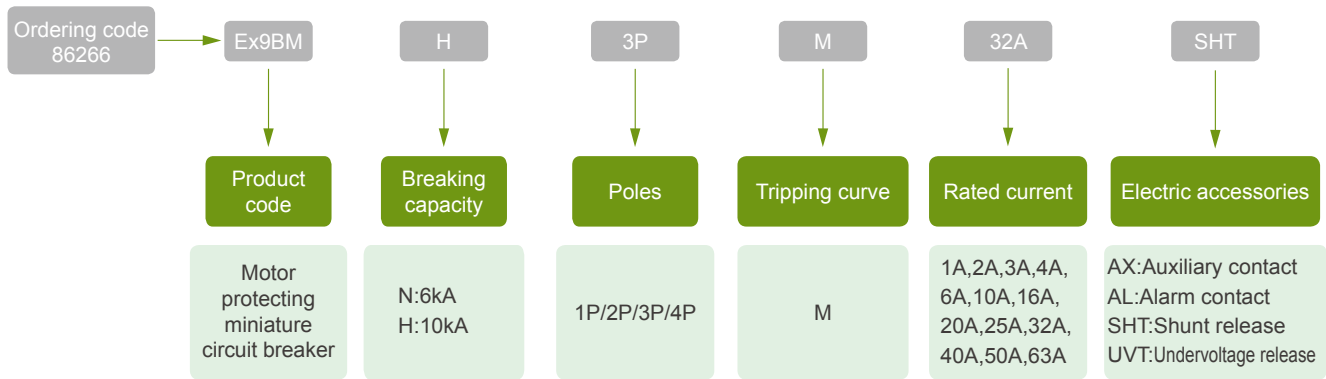 Ordering code
86266
Ex9BM
H
3P
M
32A
SHT
Product
code
Breaking
capacity
Poles
Tripping curve
Rated current
Electric accessories
Motor
protecting
miniature
circuit breaker
N:6kA
H:10kA
1P/2P/3P/4P
M
1A,2A,3A,4A,
6A,10A,16A,
20A,25A,32A,
40A,50A,63A
AX:Auxiliary contact
AL:Alarm contact
SHT:Shunt release
UVT:Undervoltage release